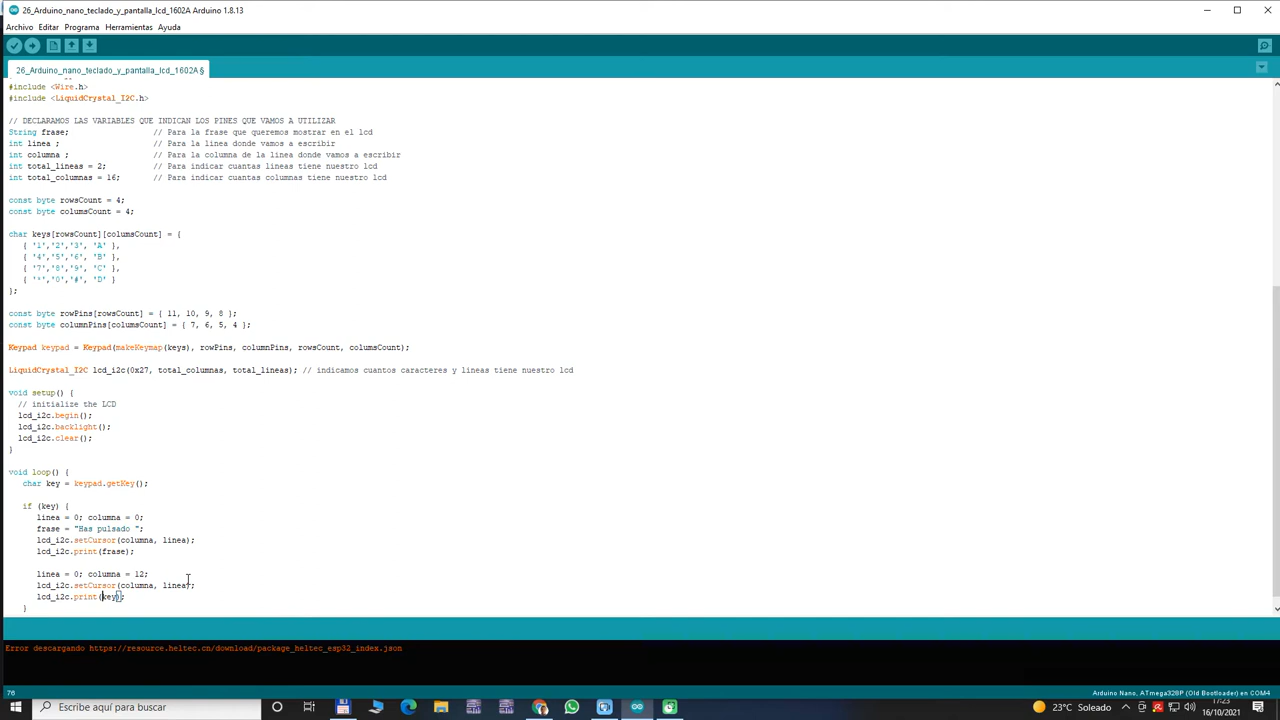 26_Arduino_nano_teclado_y_pantalla_lcd_1602A Arduino 1.8.13
Archivo Editar Programa Herramientas Ayuda
26_Arduino_nano_teclado_y_pantalla_lcd_1602A §
#include <Wire.h>
#include <LiquidCrystal_I2C.h>
// DECLARAMOS LAS VARIABLES QUE INDICAN LOS PINES QUE VAMOS A UTILIZAR
String frase; // Para la frase que queremos mostrar en el lcd
int linea ; // Para la linea donde vamos a escribir
int columna ; // Para la columna de la linea donde vamos a escribir
int total_lineas = 2; // Para indicar cuantas lineas tiene nuestro lcd
int total_columnas = 16; // Para indicar cuantas columnas tiene nuestro lcd
const byte rowsCount = 4;
const byte columsCount = 4;
char keys[rowsCount][columsCount] = {
{ '1','2','3', 'A' },
{ '4','5','6', 'B' },
{ '7','8','9', 'C' },
{ '*','0','#', 'D' }
};
const byte rowPins[rowsCount] = { 11, 10, 9, 8 };
const byte columnPins[columsCount] = { 7, 6, 5, 4 };
Keypad keypad = Keypad(makeKeymap(keys), rowPins, columnPins, rowsCount, columsCount);
LiquidCrystal_I2C lcd_i2c(0x27, total_columnas, total_lineas); // indicamos cuantos caracteres y lineas tiene nuestro lcd
void setup() {
// initialize the LCD
lcd_i2c.begin();
lcd_i2c.backlight();
lcd_i2c.clear();
}
void loop() {
char key = keypad.getKey();
if (key) {
linea = 0; columna = 0;
frase = "Has pulsado ";
lcd_i2c.setCursor(columna, linea);
lcd_i2c.print(frase);
linea = 0; columna = 12;
lcd_i2c.setCursor(columna, linea);
lcd_i2c.print(key);
}
Error descargando https://resource.heltec.cn/download/package_heltec_esp32_index.json
76
Arduino Nano, ATmega328P (Old Bootloader) en COM4
Escribe aquí para buscar
23°C Soleado
17:23
16/10/2021